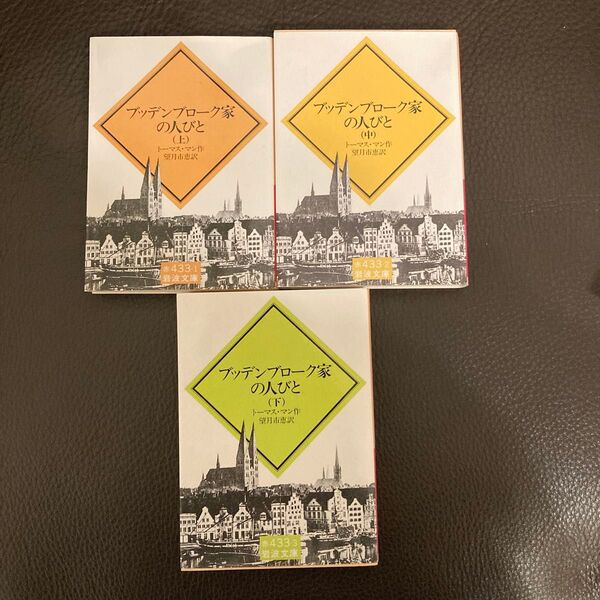 ブッデンブローク家
の人びと
(上)
トーマス・マン作
望月市恵訳
赤433-1
岩波文庫
ブッデンブローク家
の人びと
(中)
トーマス・マン作
望月市恵訳
赤433-2
岩波文庫
ブッデンブローク家
の人びと
(下)
トーマス・マン作
望月市恵訳
赤433-3
岩波文庫